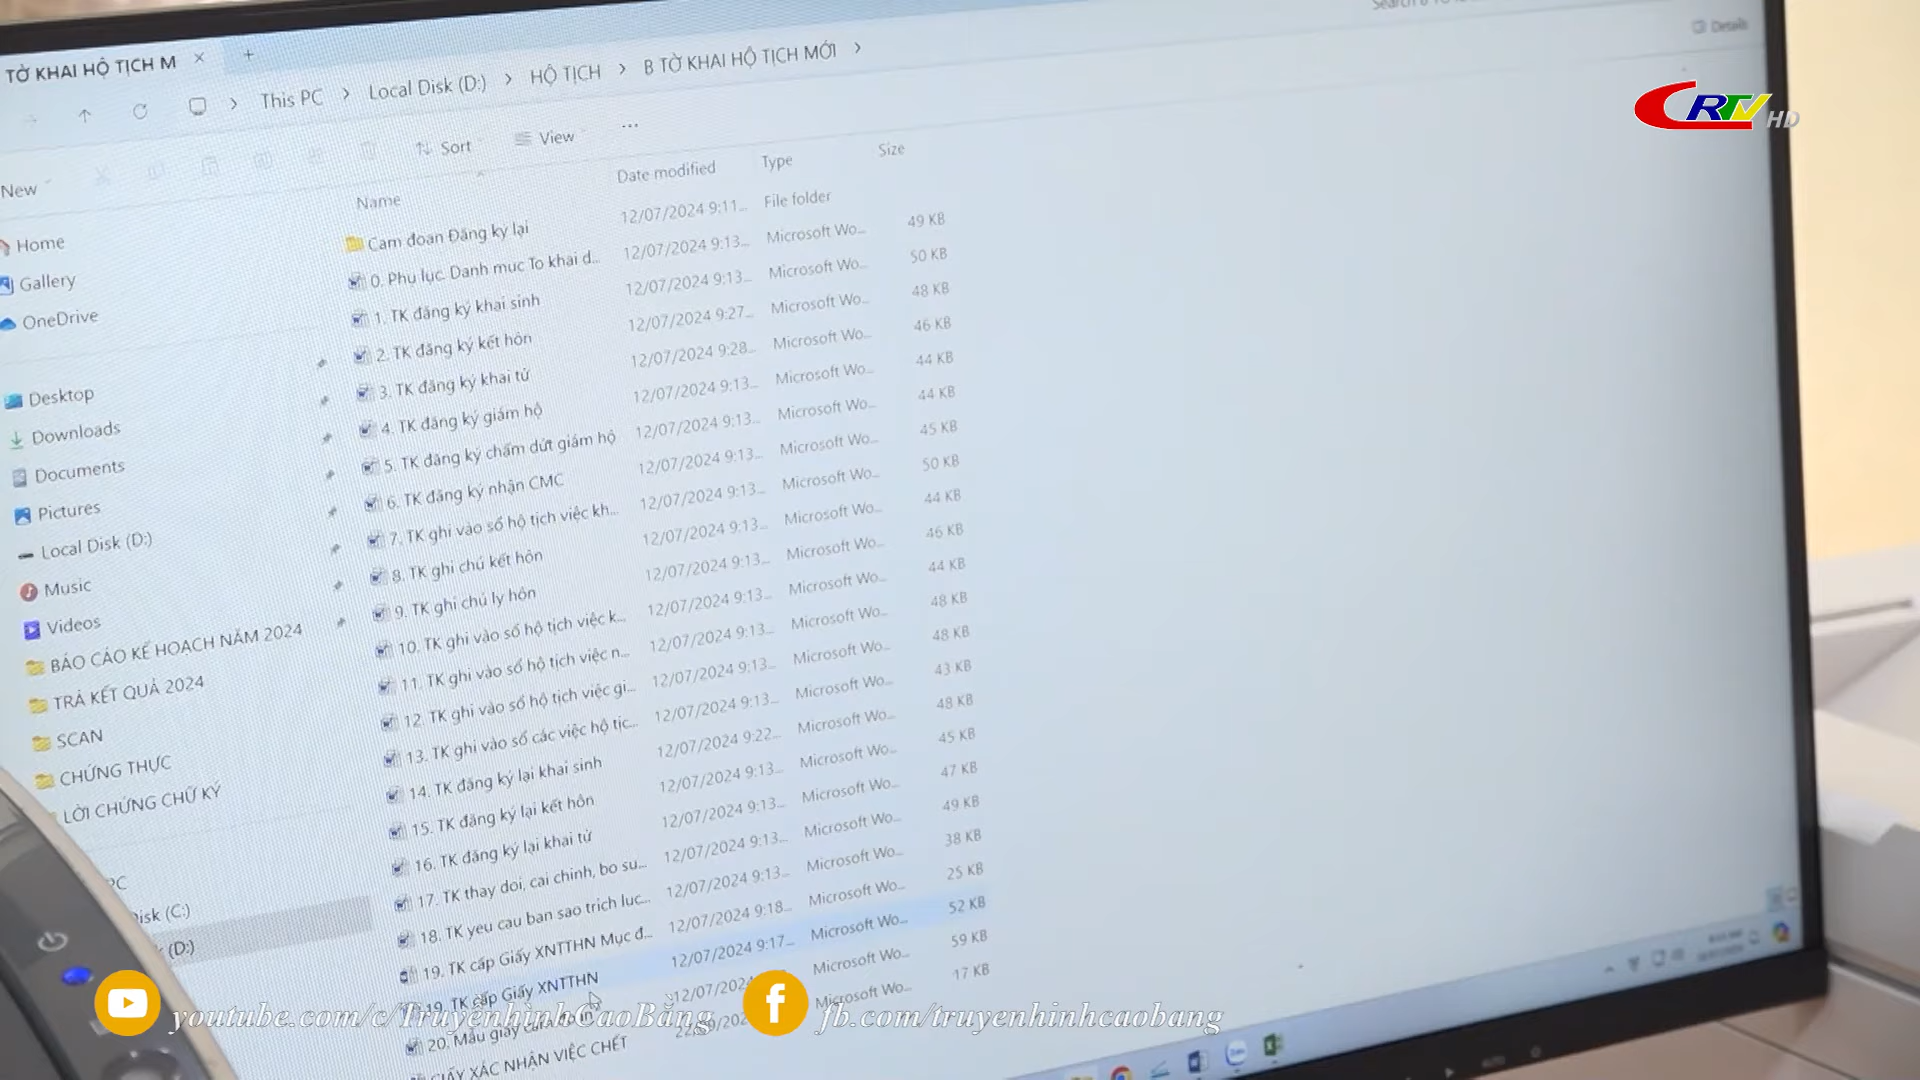 TỜ KHAI HỘ TỊCH M × +
This PC > Local Disk (D:) > HỘ TỊCH > B TỜ KHAI HỘ TỊCH MỚI >
Details
CRTV HD
New Sort View ...
Name Date modified Type Size
Cam đoan Đăng ký lại 12/07/2024 9:11... File folder
0. Phụ lục. Danh muc To khai d... 12/07/2024 9:13... Microsoft Wo... 49 KB
1. TK đăng ký khai sinh 12/07/2024 9:13... Microsoft Wo... 50 KB
2. TK đăng ký kết hôn 12/07/2024 9:27... Microsoft Wo... 48 KB
3. TK đăng ký khai tử 12/07/2024 9:28... Microsoft Wo... 46 KB
4. TK đăng ký giám hộ 12/07/2024 9:13... Microsoft Wo... 44 KB
5. TK đăng ký chấm dứt giám hộ 12/07/2024 9:13... Microsoft Wo... 44 KB
6. TK đăng ký nhận CMC 12/07/2024 9:13... Microsoft Wo... 45 KB
7. TK ghi vào sổ hộ tịch việc kh... 12/07/2024 9:13... Microsoft Wo... 50 KB
8. TK ghi chú kết hôn 12/07/2024 9:13... Microsoft Wo... 44 KB
9. TK ghi chú ly hôn 12/07/2024 9:13... Microsoft Wo... 46 KB
10. TK ghi vào sổ hộ tịch việc k... 12/07/2024 9:13... Microsoft Wo... 44 KB
11. TK ghi vào sổ hộ tịch việc n... 12/07/2024 9:13... Microsoft Wo... 48 KB
12. TK ghi vào sổ hộ tịch việc gi... 12/07/2024 9:13... Microsoft Wo... 48 KB
13. TK ghi vào sổ các việc hộ tịc... 12/07/2024 9:13... Microsoft Wo... 43 KB
14. TK đăng ký lại khai sinh 12/07/2024 9:22... Microsoft Wo... 48 KB
15. TK đăng ký lại kết hôn 12/07/2024 9:13... Microsoft Wo... 45 KB
16. TK đăng ký lại khai tử 12/07/2024 9:13... Microsoft Wo... 47 KB
17. TK thay doi, cai chinh, bo su... 12/07/2024 9:13... Microsoft Wo... 49 KB
18. TK yeu cau ban sao trich luc... 12/07/2024 9:13... Microsoft Wo... 38 KB
19. TK cấp Giấy XNTTHN Mục đ... 12/07/2024 9:18... Microsoft Wo... 25 KB
19. TK cấp Giấy XNTTHN 12/07/2024 9:17... Microsoft Wo... 52 KB
20. Mẫu giấy 12/07/202 Microsoft Wo... 59 KB
GIẤY XÁC NHẬN VIỆC CHẾT Microsoft Wo... 17 KB
Home
Gallery
OneDrive
Desktop
Downloads
Documents
Pictures
Local Disk (D:)
Music
Videos
BÁO CÁO KẾ HOẠCH NĂM 2024
TRẢ KẾT QUẢ 2024
SCAN
CHỨNG THỰC
LỜI CHỨNG CHỮ KÝ
PC
Disk (C:)
k (D:)
youtube.com/c/TruyềnhìnhCaoBằng
fb.com/truyenhinhcaobang